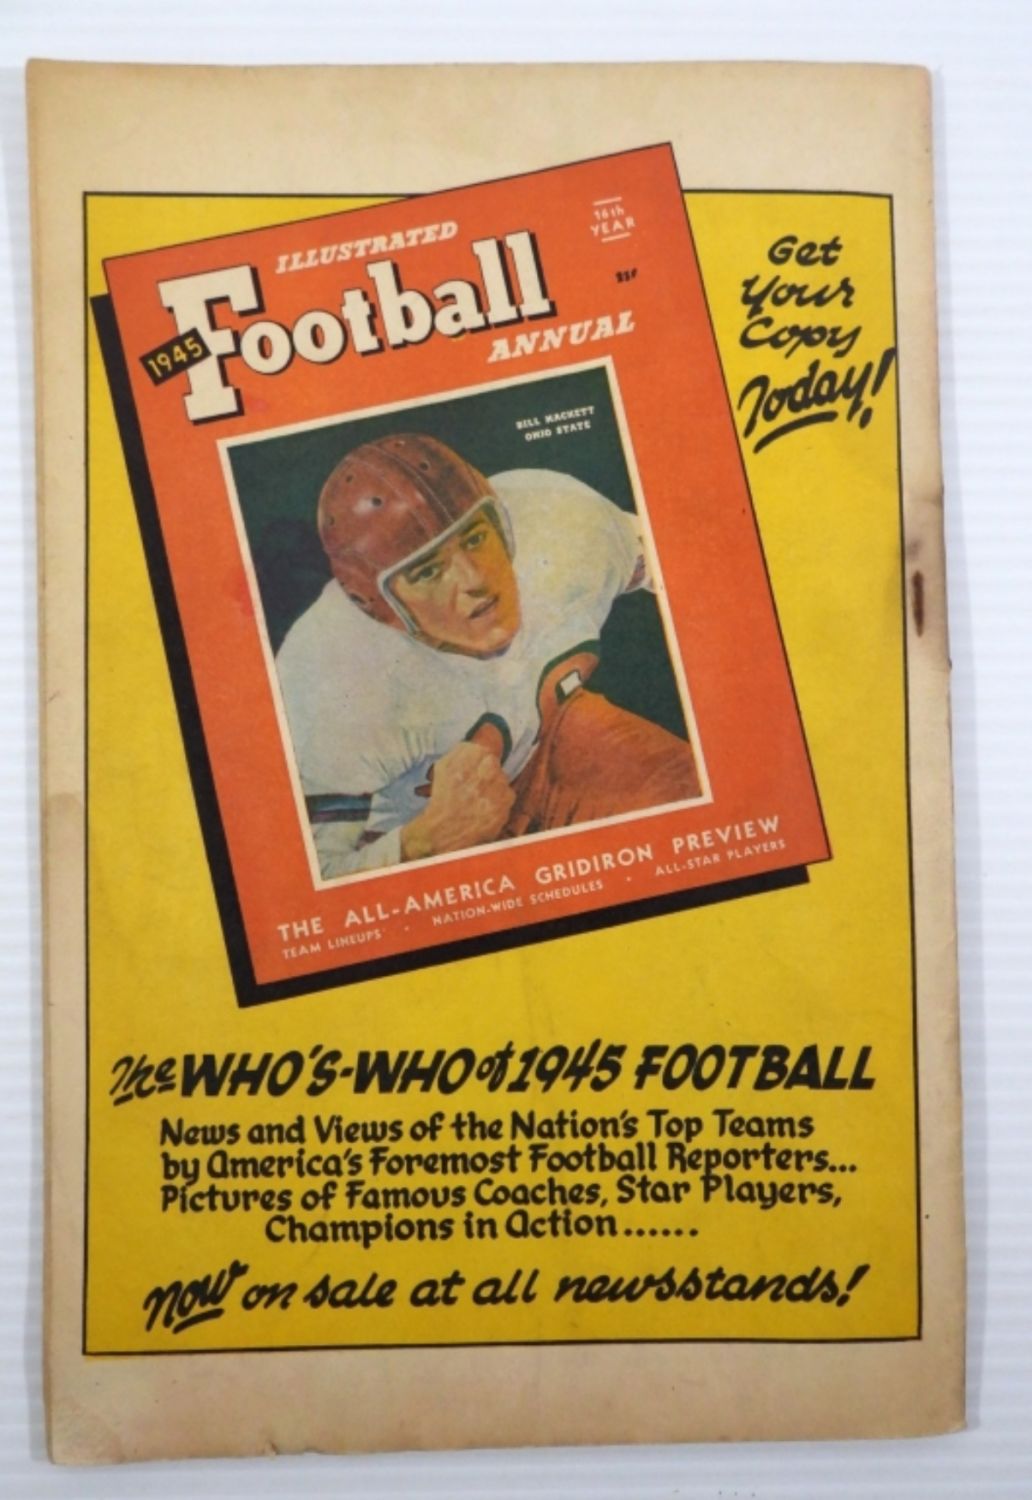 ILLUSTRATED
Football
1945
ANNUAL
16th
YEAR
BILL HACKETT
OHIO STATE
THE ALL-AMERICA GRIDIRON PREVIEW
TEAM LINEUPS · NATION-WIDE SCHEDULES · ALL-STAR PLAYERS
Get
Your
Copy
Today!
The WHO'S-WHO of 1945 FOOTBALL
News and Views of the Nation's Top Teams
by America's Foremost Football Reporters...
Pictures of Famous Coaches, Star Players,
Champions in Action......
now on sale at all newsstands!